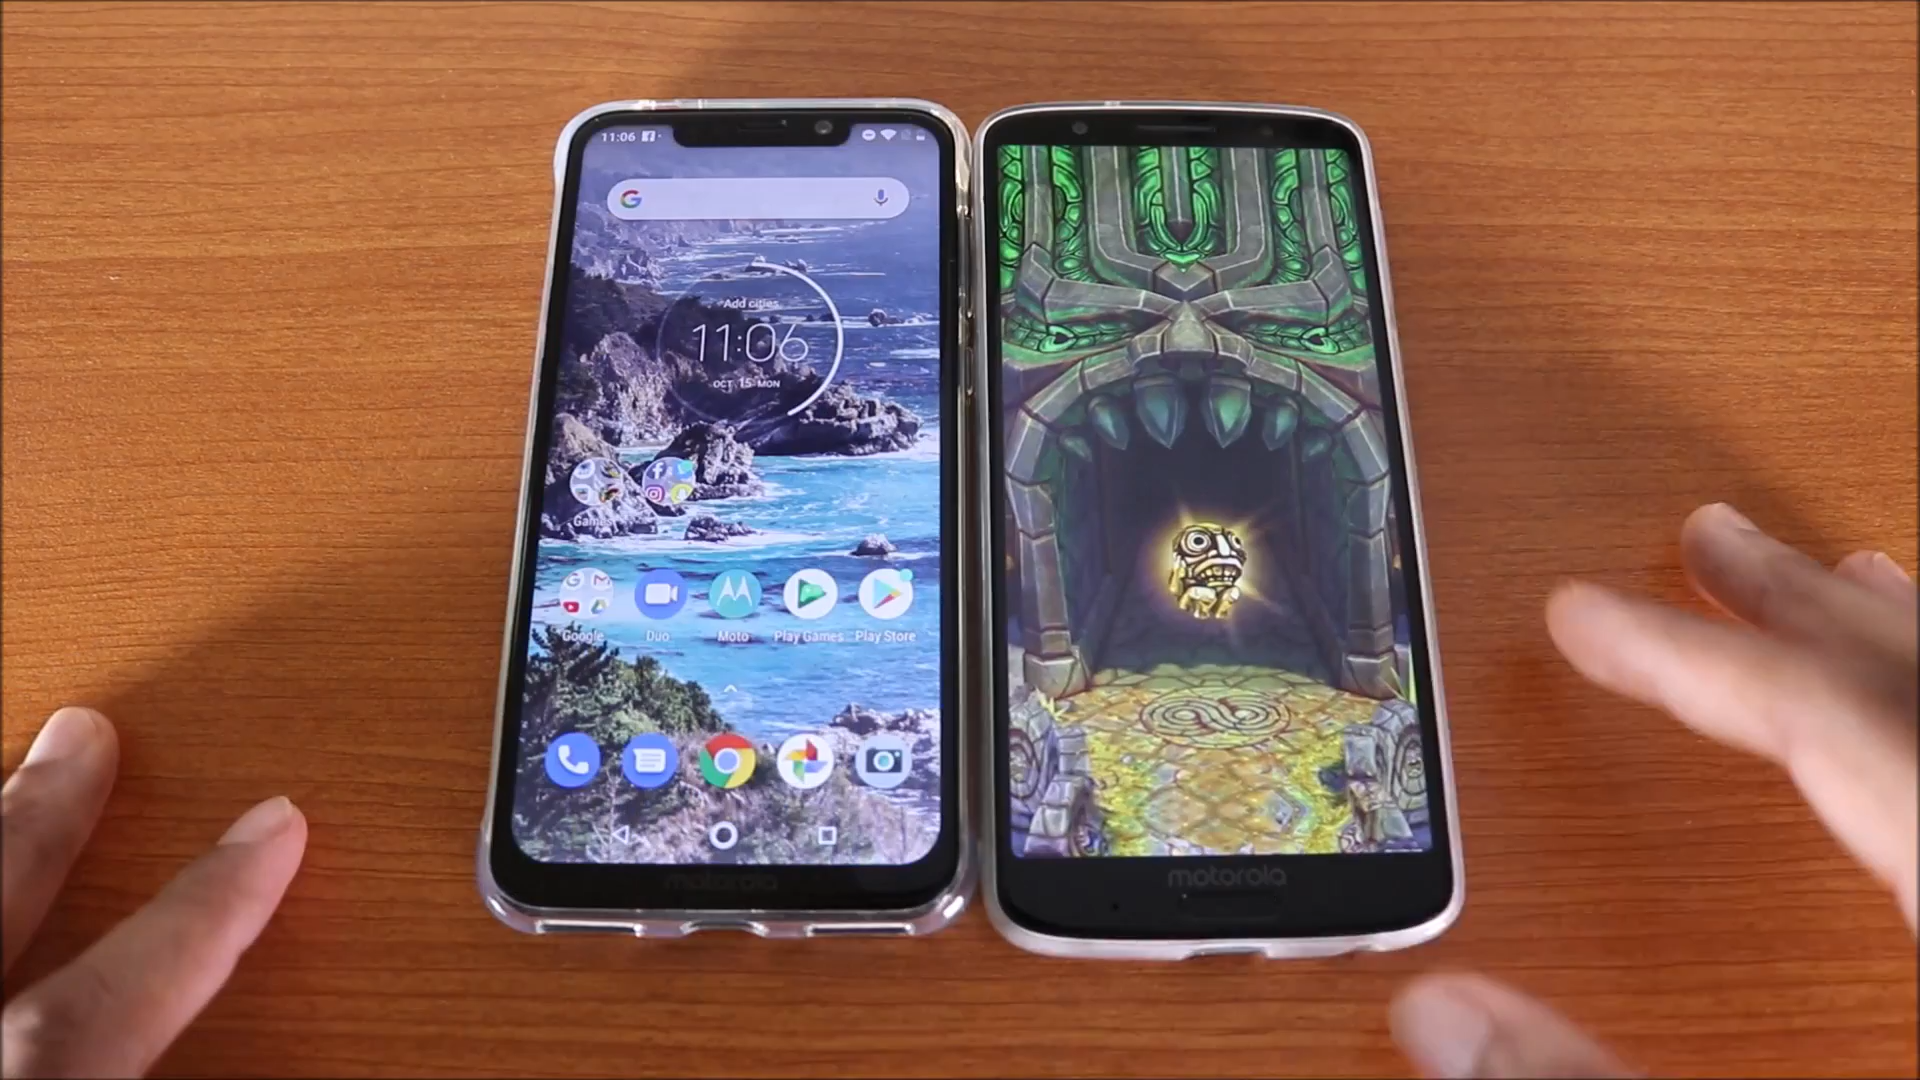 11:06
Add cities
11:06
OCT 15 MON
Games
Google
Duo
Moto
Play Games
Play Store
motorola
motorola